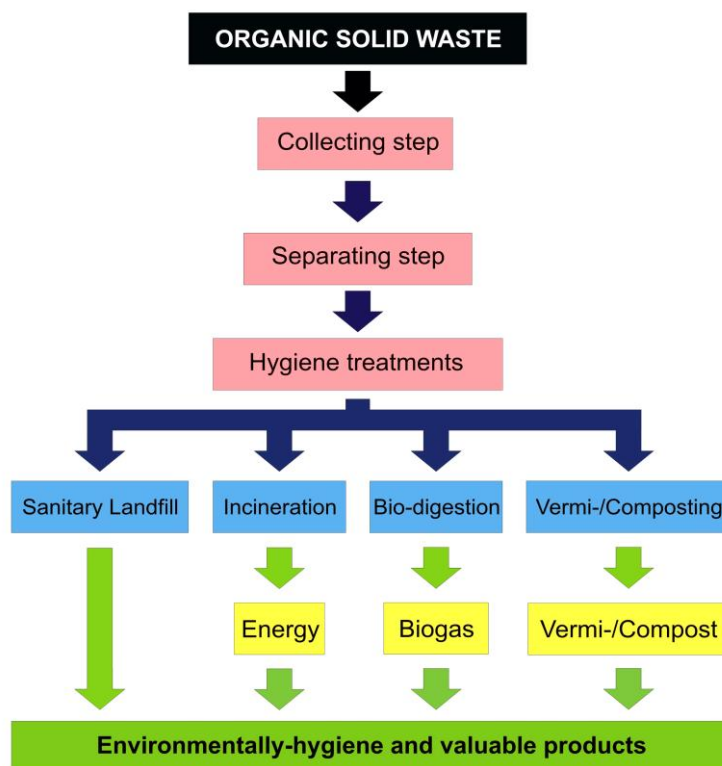 ORGANIC SOLID WASTE
Collecting step
Separating step
Hygiene treatments
Sanitary Landfill
Incineration
Bio-digestion
Vermi-/Composting
Energy
Biogas
Vermi-/Compost
Environmentally-hygiene and valuable products